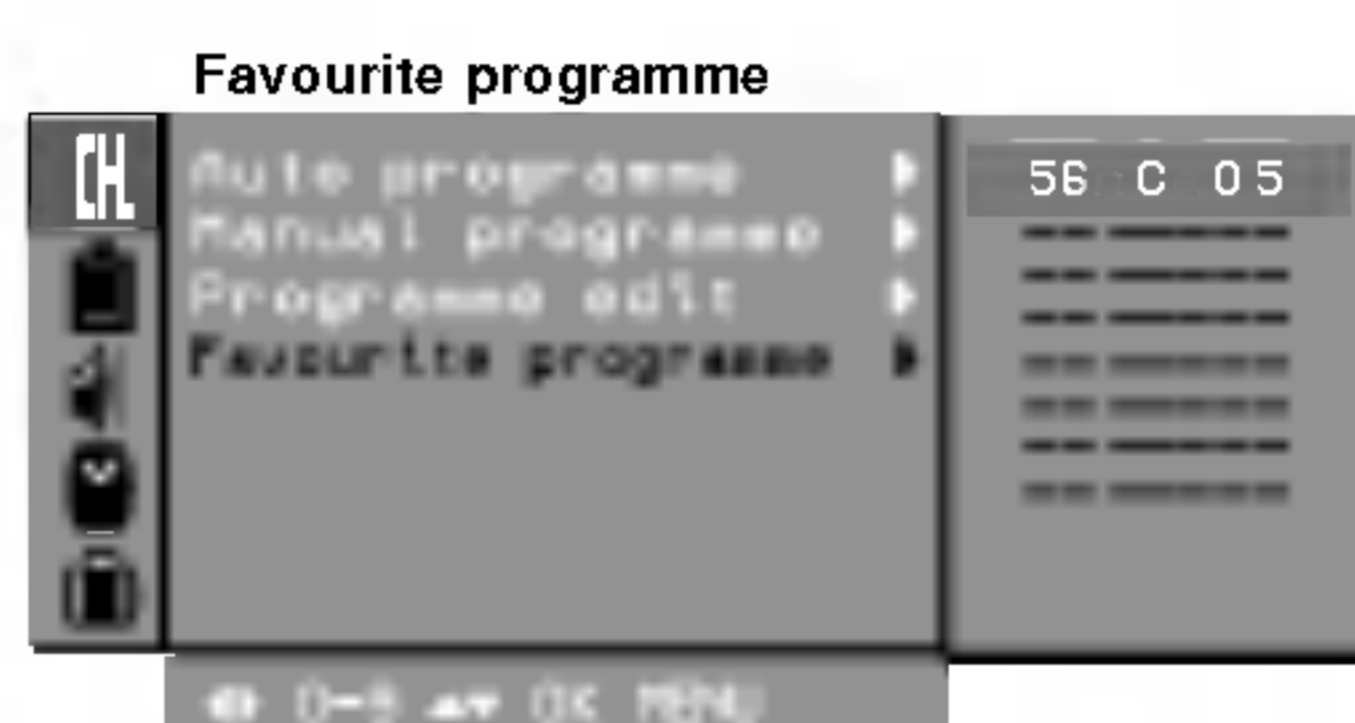 Favourite programme
CH
Auto programme
Manual programme
Programme edit
Favourite programme
56 C 05
-- ------
-- ------
-- ------
-- ------
-- ------
-- ------
-- ------
0-9 OK MENU